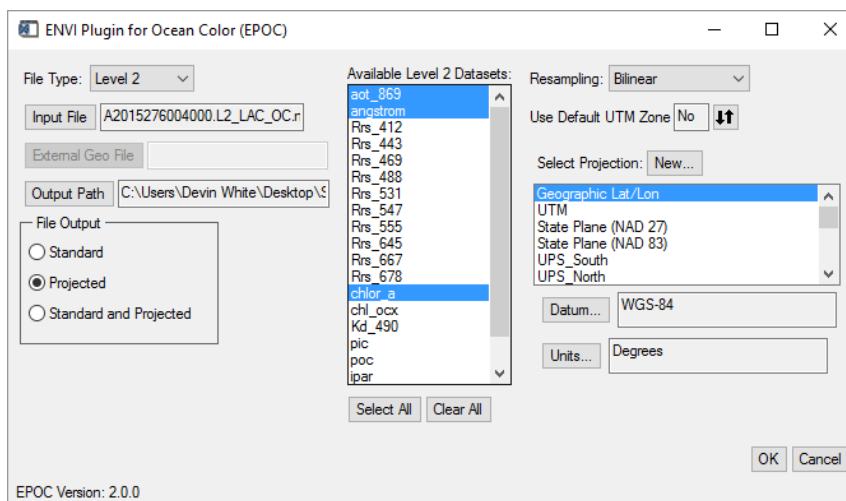 ENVI Plugin for Ocean Color (EPOC)
File Type: Level 2
Input File A2015276004000.L2_LAC_OC.n
External Geo File
Output Path C:\Users\Devin White\Desktop\S
File Output
Standard
Projected
Standard and Projected
Available Level 2 Datasets:
aot_869
angstrom
Rrs_412
Rrs_443
Rrs_469
Rrs_488
Rrs_531
Rrs_547
Rrs_555
Rrs_645
Rrs_667
Rrs_678
chlor_a
chl_ocx
Kd_490
pic
poc
ipar
Select All Clear All
Resampling: Bilinear
Use Default UTM Zone No
Select Projection: New...
Geographic Lat/Lon
UTM
State Plane (NAD 27)
State Plane (NAD 83)
UPS_South
UPS_North
Datum... WGS-84
Units... Degrees
OK Cancel
EPOC Version: 2.0.0